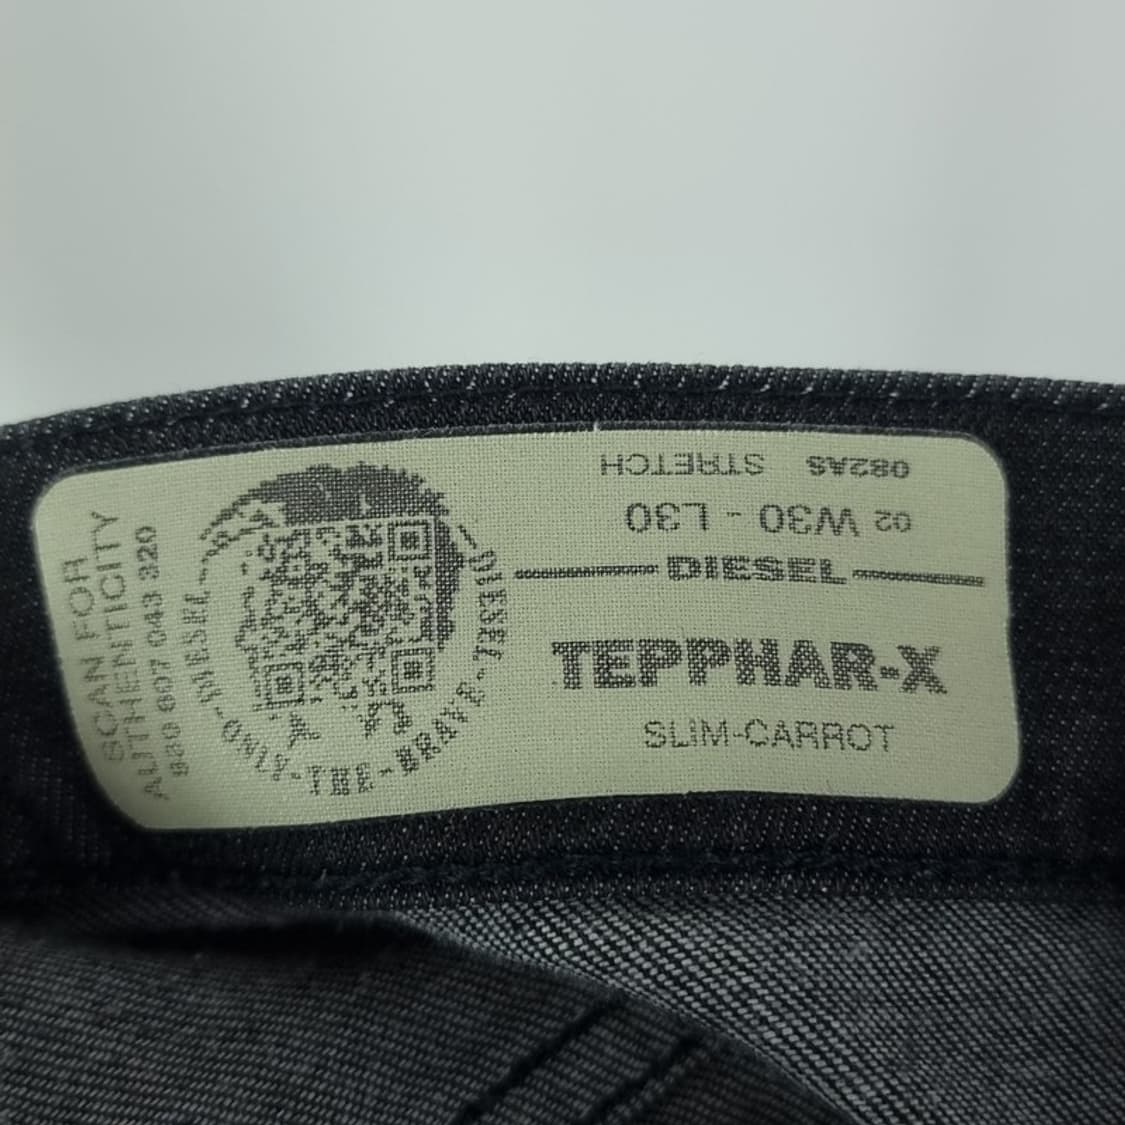 SCAN FOR
AUTHENTICITY
930 607 043 320
DIESEL
ONLY-THE-BRAVE
DIESEL
082AS STRETCH
02 W30 - L30
DIESEL
TEPPHAR-X
SLIM-CARROT